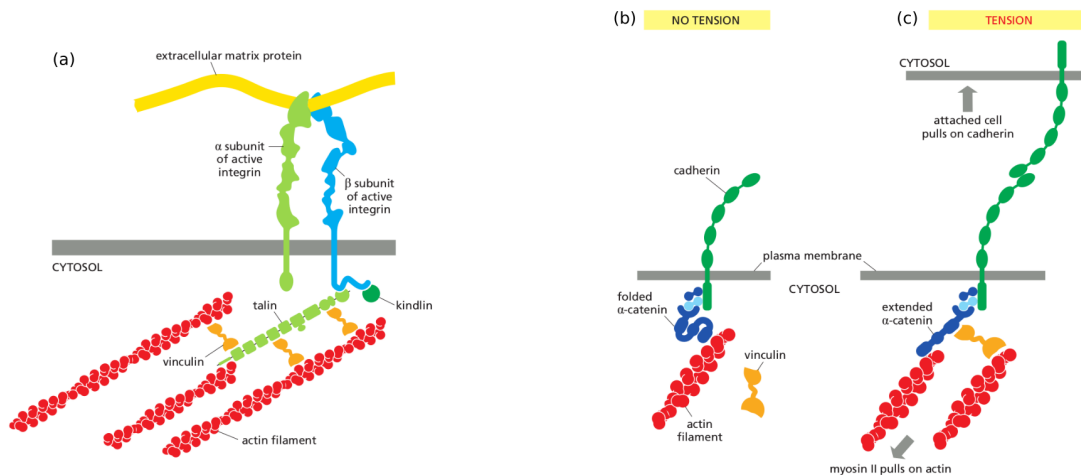 (a)
extracellular matrix protein
α subunit
of active
integrin
β subunit
of active
integrin
CYTOSOL
kindlin
talin
vinculin
actin filament
(b)
NO TENSION
cadherin
plasma membrane
CYTOSOL
folded
α-catenin
vinculin
actin
filament
(c)
TENSION
CYTOSOL
attached cell
pulls on cadherin
extended
α-catenin
myosin II pulls on actin